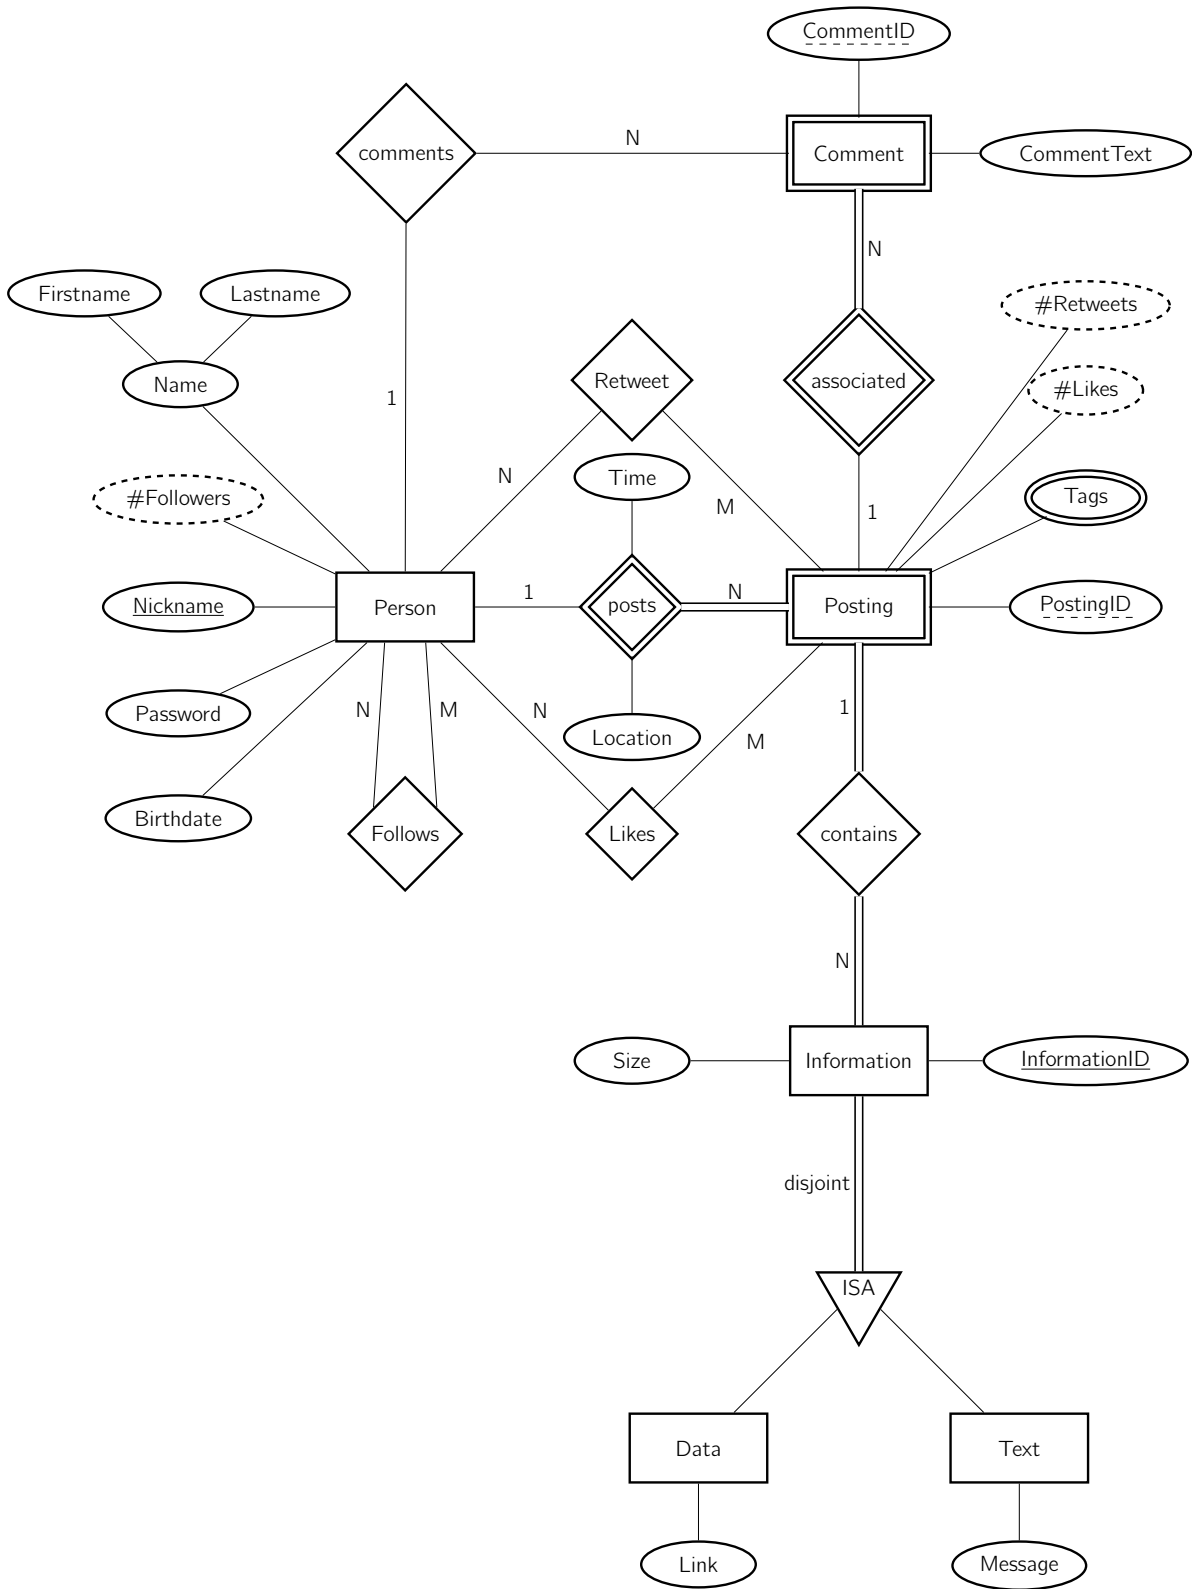 CommentID
comments
N
Comment
CommentText
N
Firstname
Lastname
#Retweets
Name
1
Retweet
associated
#Likes
N
Time
#Followers
M
1
Tags
Nickname
Person
1
posts
N
Posting
PostingID
Password
N
M
N
Location
M
1
Birthdate
Follows
Likes
contains
N
Size
Information
InformationID
disjoint
ISA
Data
Text
Link
Message